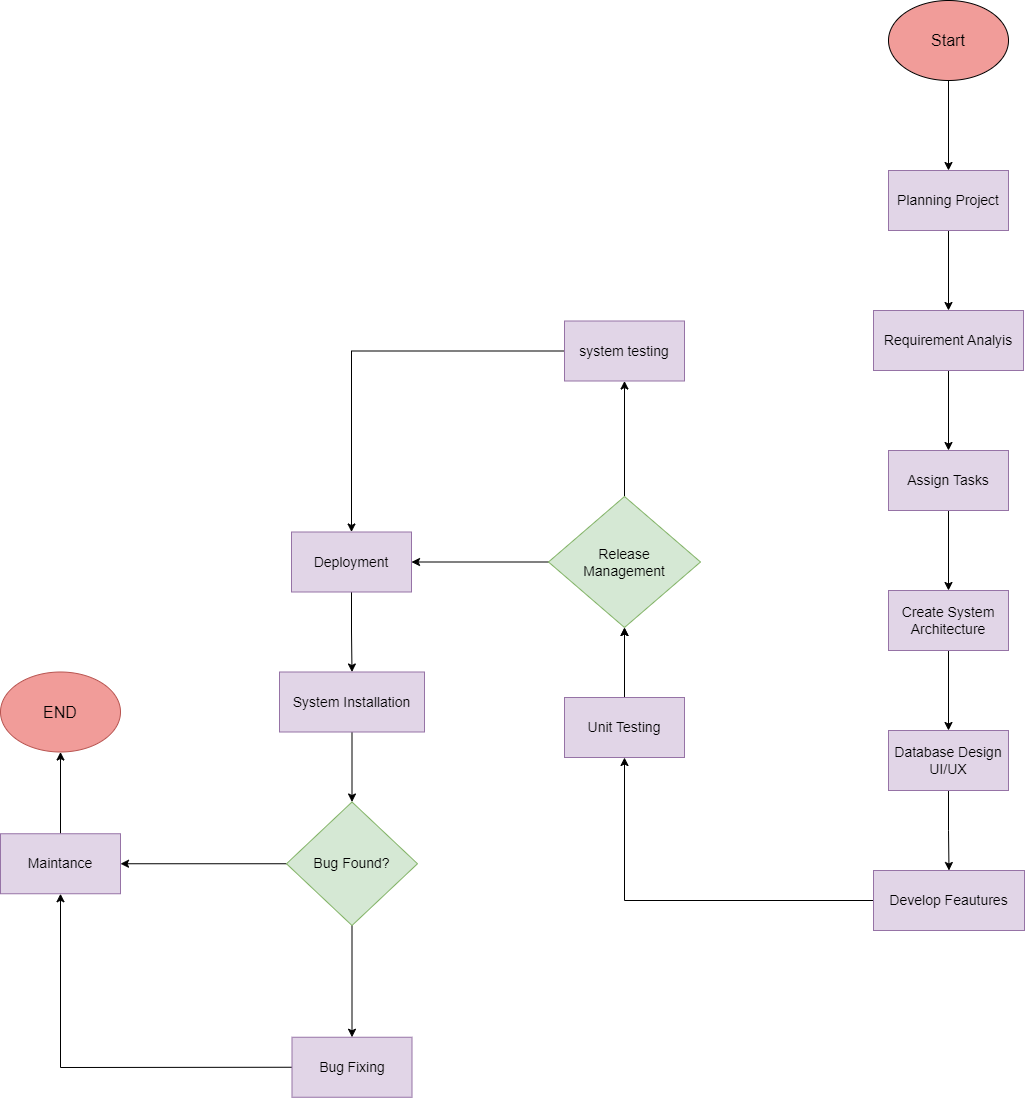 Start
Planning Project
Requirement Analyis
Assign Tasks
Create System
Architecture
Database Design
UI/UX
Develop Feautures
Unit Testing
Release
Management
system testing
Deployment
System Installation
Bug Found?
Bug Fixing
Maintance
END